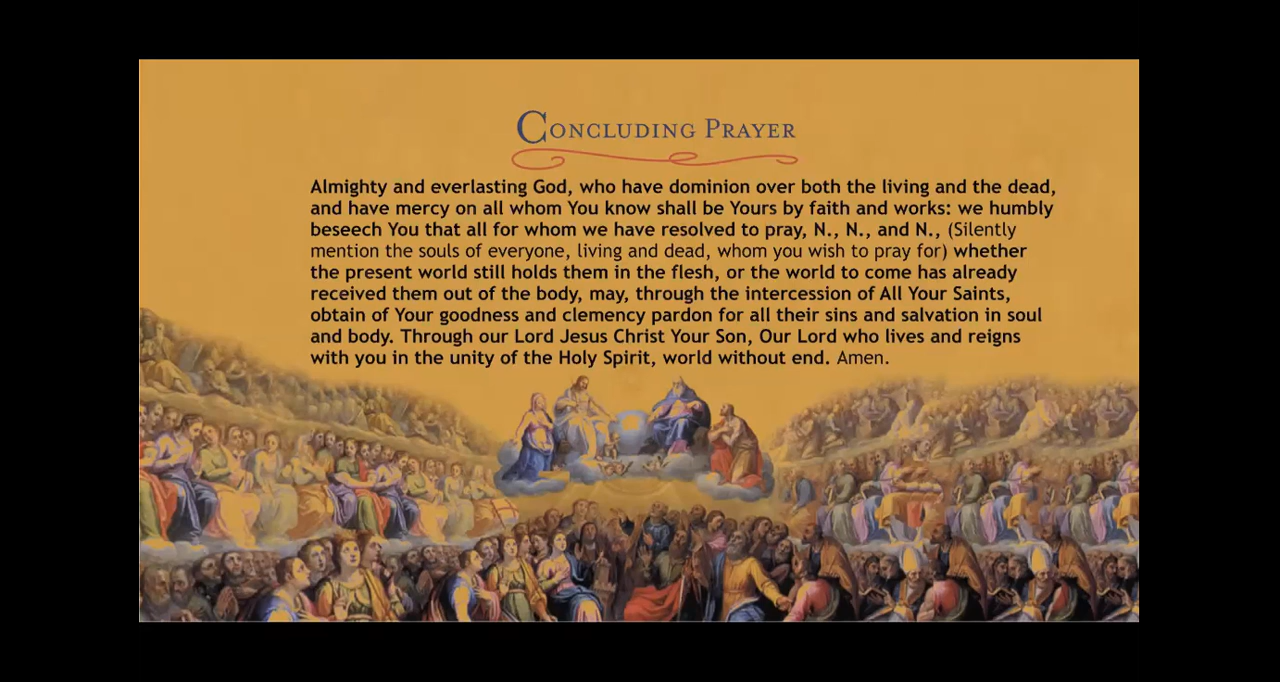 CONCLUDING PRAYER
Almighty and everlasting God, who have dominion over both the living and the dead,
and have mercy on all whom You know shall be Yours by faith and works: we humbly
beseech You that all for whom we have resolved to pray, N., N., and N., (Silently
mention the souls of everyone, living and dead, whom you wish to pray for) whether
the present world still holds them in the flesh, or the world to come has already
received them out of the body, may, through the intercession of All Your Saints,
obtain of Your goodness and clemency pardon for all their sins and salvation in soul
and body. Through our Lord Jesus Christ Your Son, Our Lord who lives and reigns
with you in the unity of the Holy Spirit, world without end. Amen.